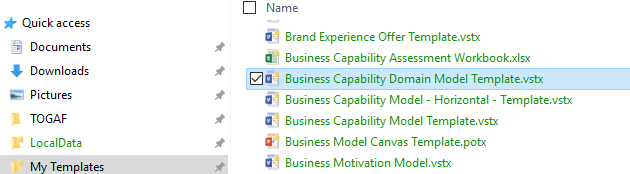 Quick access
Documents
Downloads
Pictures
TOGAF
LocalData
My Templates
Name
Brand Experience Offer Template.vstx
Business Capability Assessment Workbook.xlsx
Business Capability Domain Model Template.vstx
Business Capability Model - Horizontal - Template.vstx
Business Capability Model Template.vstx
Business Model Canvas Template.potx
Business Motivation Model.vstx